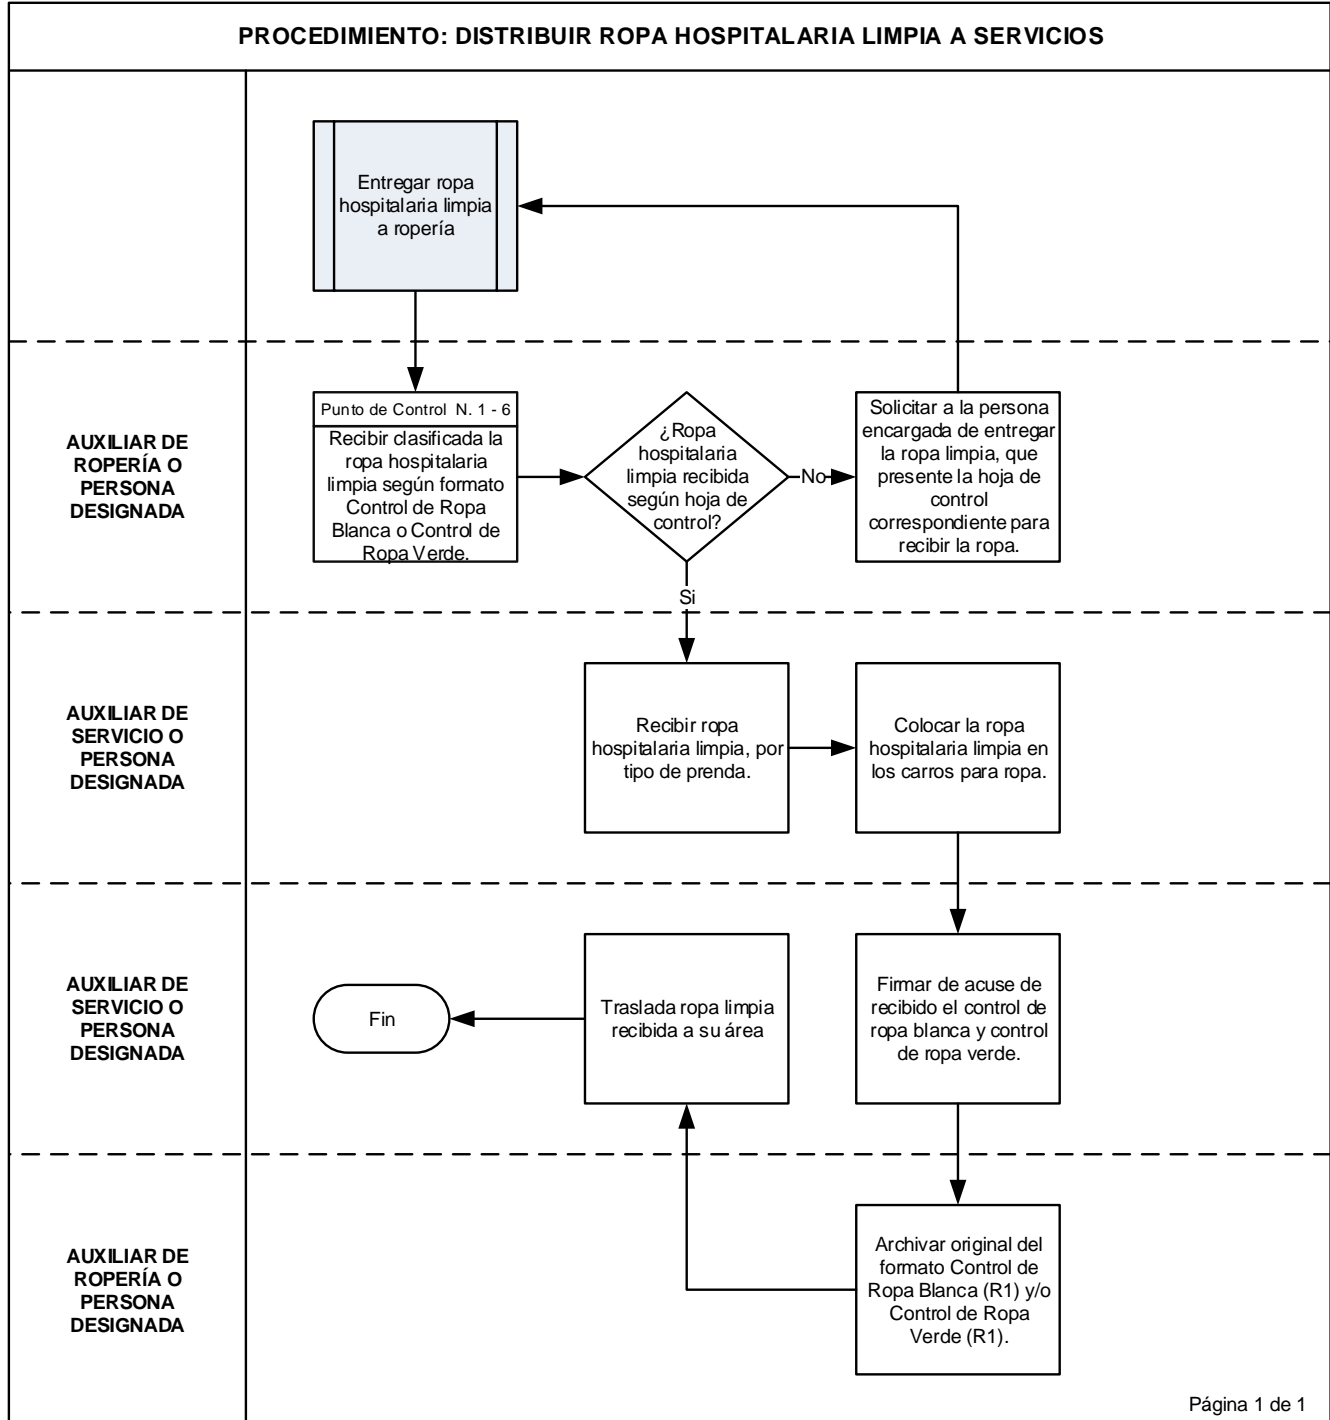 PROCEDIMIENTO: DISTRIBUIR ROPA HOSPITALARIA LIMPIA A SERVICIOS
Entregar ropa
hospitalaria limpia
a ropería
AUXILIAR DE
ROPERÍA O
PERSONA
DESIGNADA
Punto de Control N. 1 - 6
Recibir clasificada la
ropa hospitalaria
limpia según formato
Control de Ropa
Blanca o Control de
Ropa Verde.
¿Ropa
hospitalaria
limpia recibida
según hoja de
control?
No
Solicitar a la persona
encargada de entregar
la ropa limpia, que
presente la hoja de
control
correspondiente para
recibir la ropa.
Si
AUXILIAR DE
SERVICIO O
PERSONA
DESIGNADA
Recibir ropa
hospitalaria limpia, por
tipo de prenda.
Colocar la ropa
hospitalaria limpia en
los carros para ropa.
AUXILIAR DE
SERVICIO O
PERSONA
DESIGNADA
Fin
Traslada ropa limpia
recibida a su área
Firmar de acuse de
recibido el control de
ropa blanca y control
de ropa verde.
AUXILIAR DE
ROPERÍA O
PERSONA
DESIGNADA
Archivar original del
formato Control de
Ropa Blanca (R1) y/o
Control de Ropa
Verde (R1).
Página 1 de 1